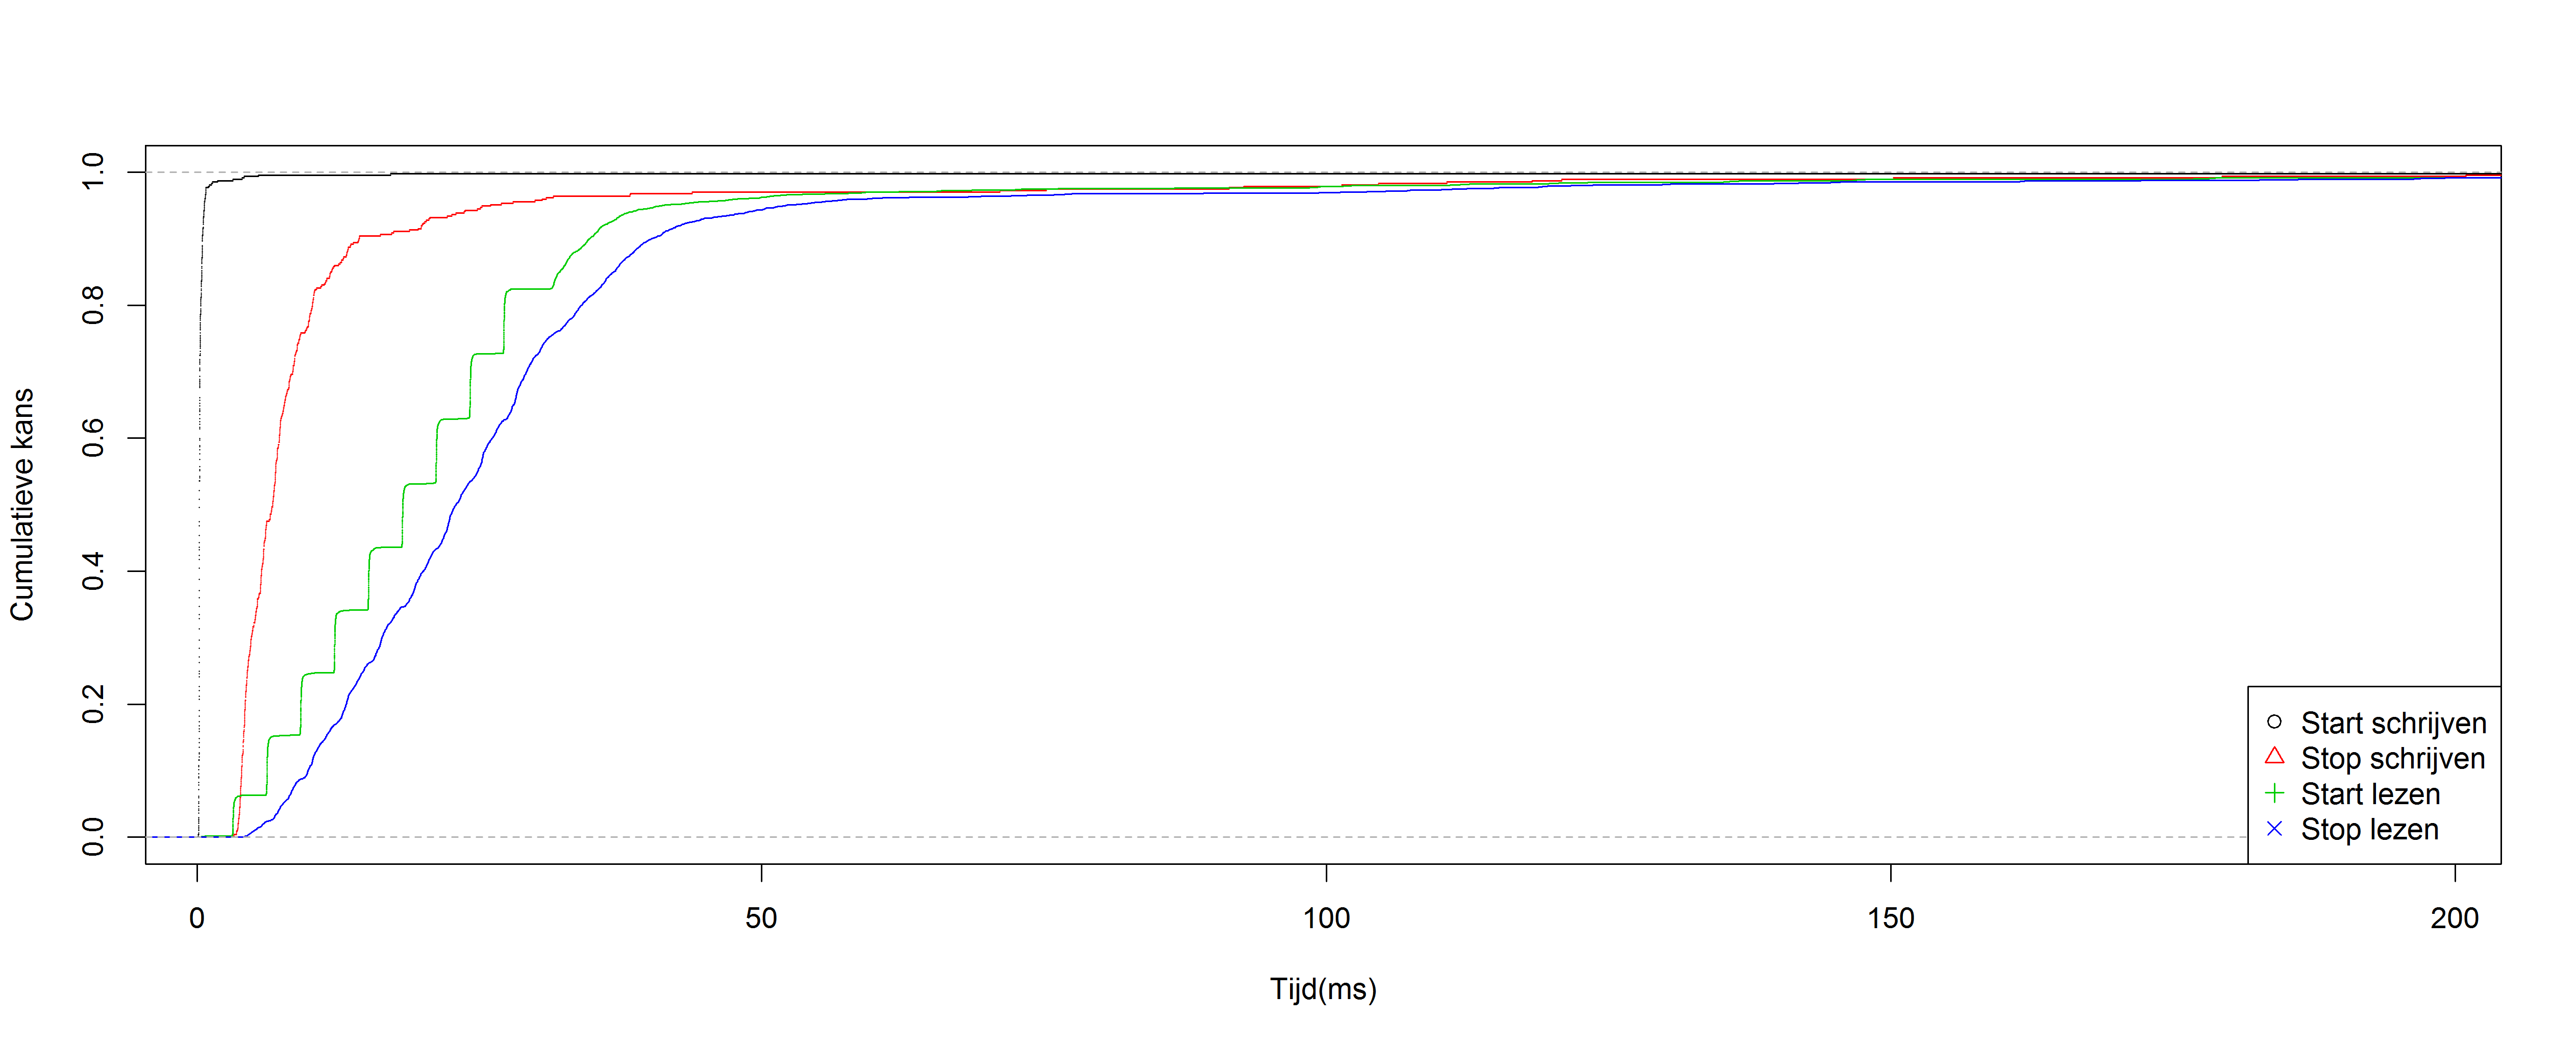 Cumulatieve kans
1.0
0.8
0.6
0.4
0.2
0.0
Start schrijven
Stop schrijven
Start lezen
Stop lezen
0 50 100 150 200
Tijd(ms)